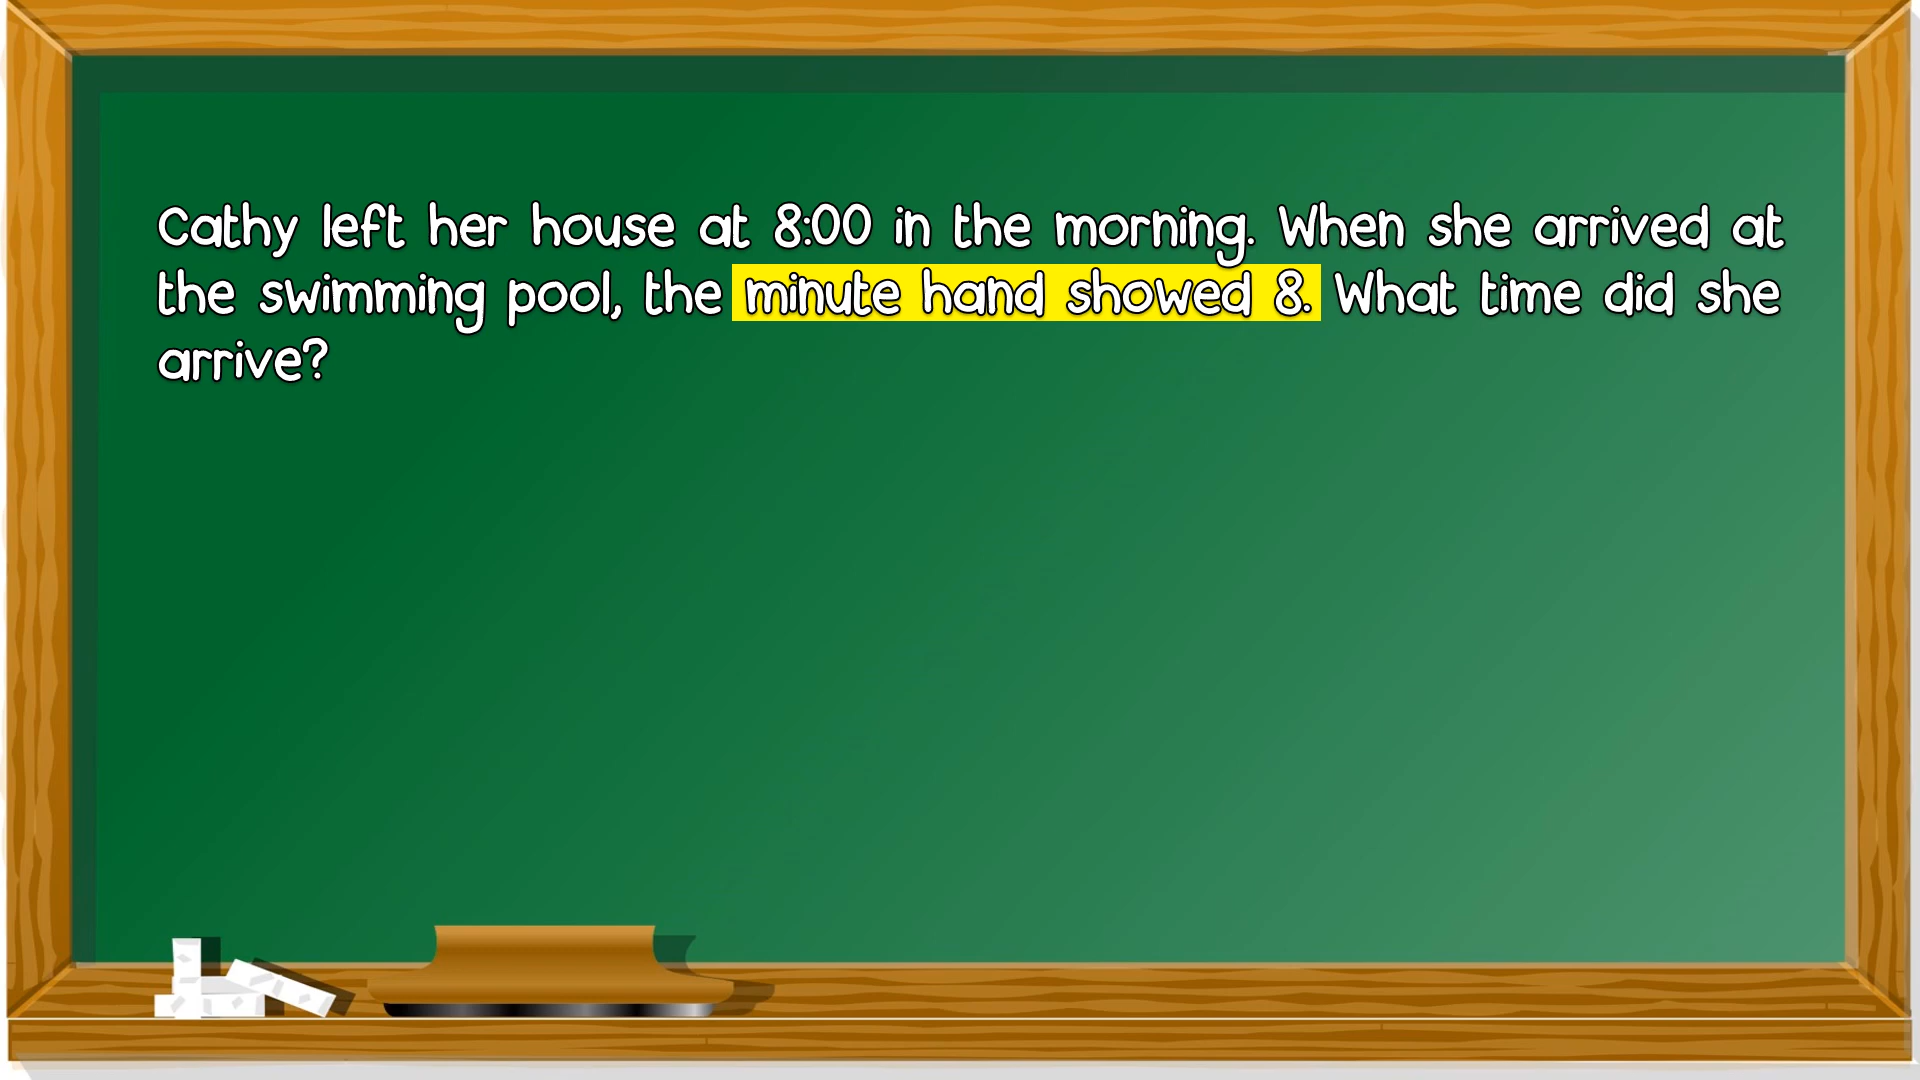 Cathy left her house at 8:00 in the morning. When she arrived at
the swimming pool, the minute hand showed 8. What time did she
arrive?